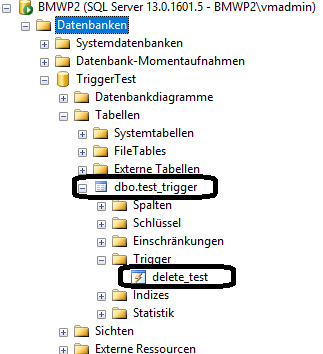 BMWP2 (SQL Server 13.0.1601.5 - BMWP2\vmadmin)
Datenbanken
Systemdatenbanken
Datenbank-Momentaufnahmen
TriggerTest
Datenbankdiagramme
Tabellen
Systemtabellen
FileTables
Externe Tabellen
dbo.test_trigger
Spalten
Schlüssel
Einschränkungen
Trigger
delete_test
Indizes
Statistik
Sichten
Externe Ressourcen